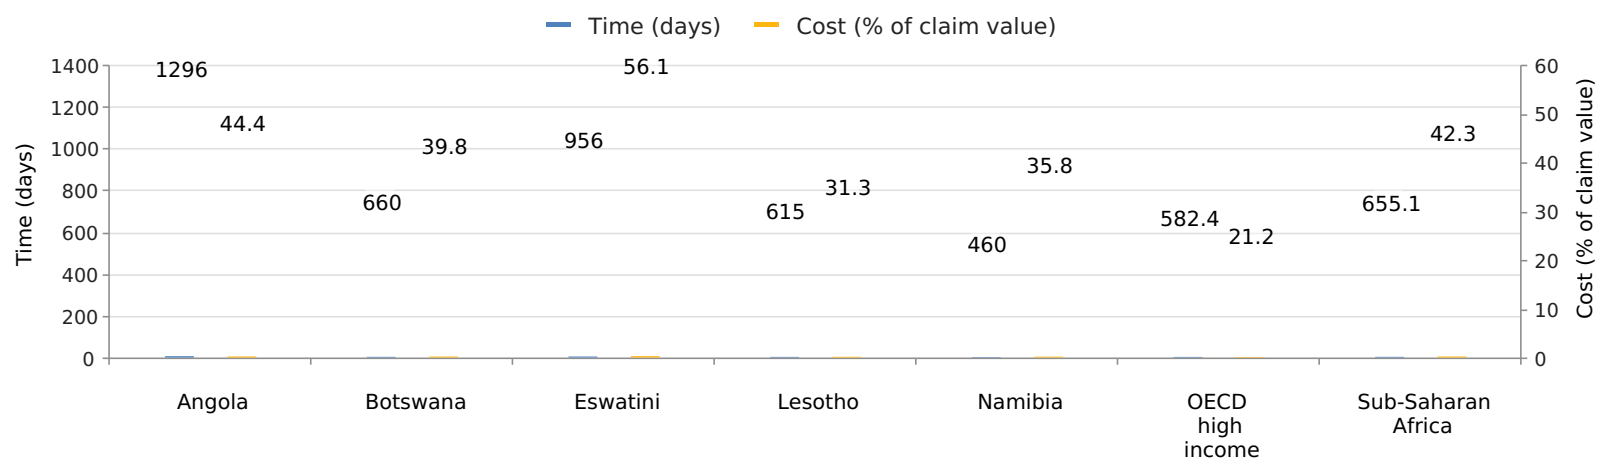 Time (days) Cost (% of claim value)
1400
1200
1000
800
600
400
200
0
Time (days)
1296
44.4
660
39.8
956
56.1
615
31.3
460
35.8
582.4
21.2
655.1
42.3
60
50
40
30
20
10
0
Cost (% of claim value)
Angola
Botswana
Eswatini
Lesotho
Namibia
OECD
high
income
Sub-Saharan
Africa